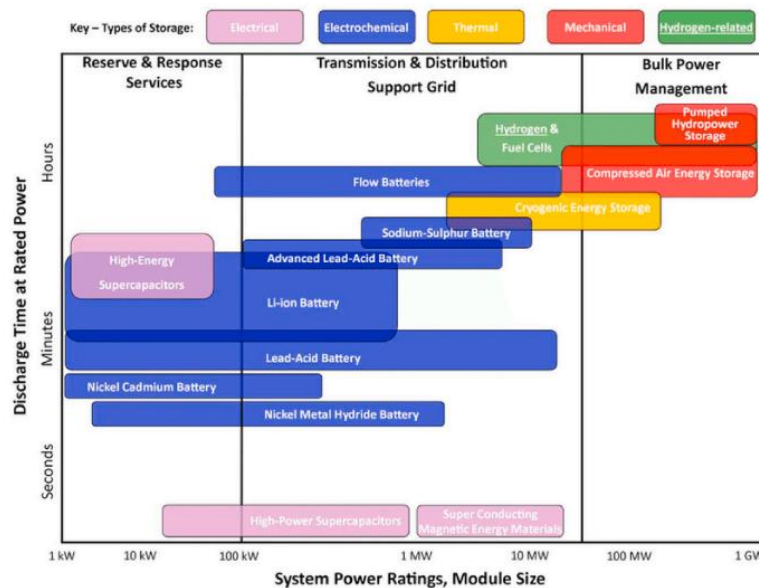 Key – Types of Storage: Electrical Electrochemical Thermal Mechanical Hydrogen-related
Reserve & Response
Services
Transmission & Distribution
Support Grid
Bulk Power
Management
Pumped
Hydropower
Storage
Hydrogen &
Fuel Cells
Compressed Air Energy Storage
Flow Batteries
Cryogenic Energy Storage
Sodium-Sulphur Battery
Advanced Lead-Acid Battery
High-Energy
Supercapacitors
Li-ion Battery
Lead-Acid Battery
Nickel Cadmium Battery
Nickel Metal Hydride Battery
High-Power Supercapacitors
Super Conducting
Magnetic Energy Materials
Discharge Time at Rated Power
Hours
Minutes
Seconds
1 kW 10 kW 100 kW 1 MW 10 MW 100 MW 1 GW
System Power Ratings, Module Size